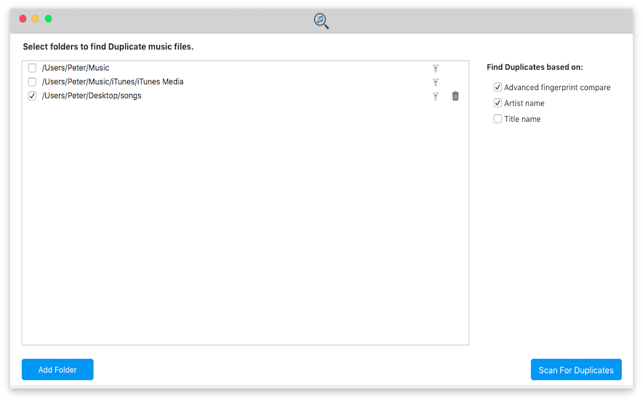 Select folders to find Duplicate music files.
/Users/Peter/Music
/Users/Peter/Music/iTunes/iTunes Media
/Users/Peter/Desktop/songs
Find Duplicates based on:
Advanced fingerprint compare
Artist name
Title name
Add Folder
Scan For Duplicates